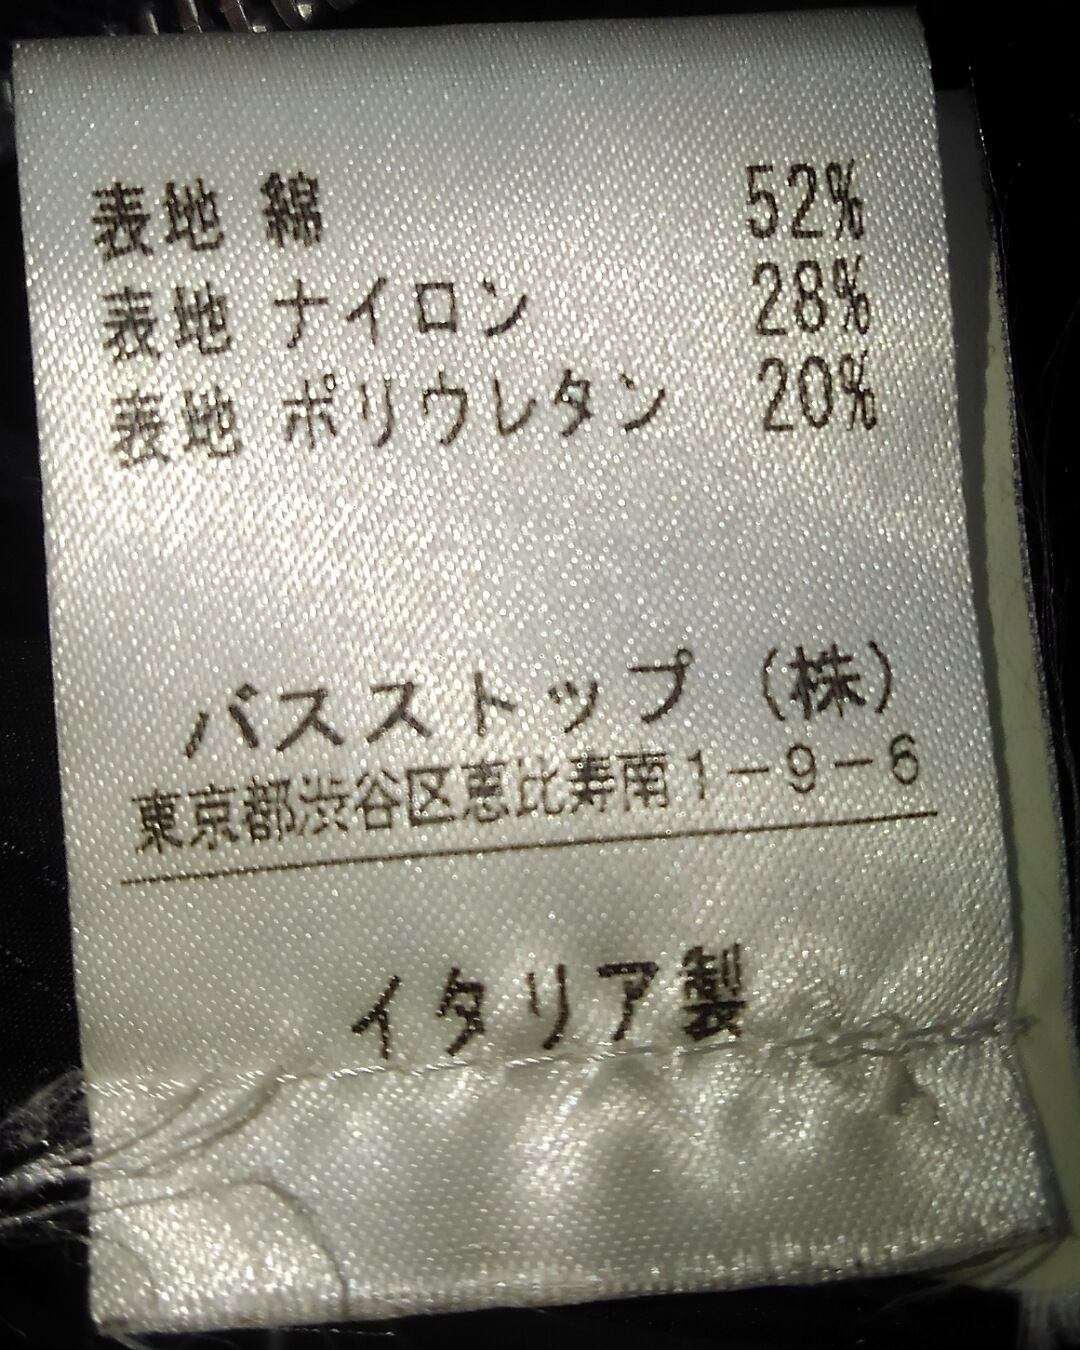 表地 綿 52%
表地 ナイロン 28%
表地 ポリウレタン 20%
バスストップ (株)
東京都渋谷区恵比寿南1-9-6
イタリア製